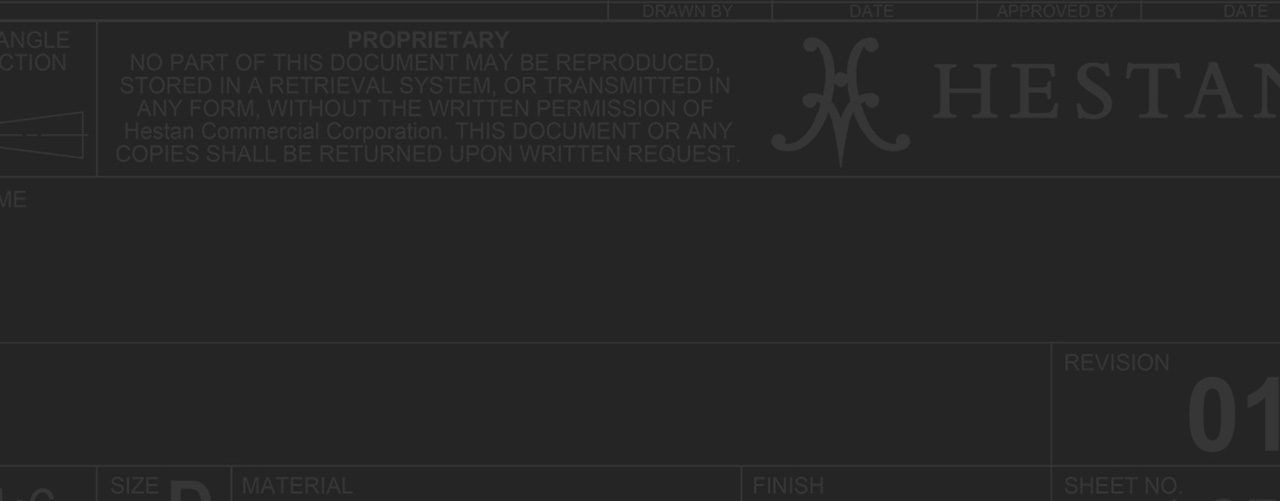 DRAWN BY DATE APPROVED BY DATE
ANGLE
CTION
PROPRIETARY
NO PART OF THIS DOCUMENT MAY BE REPRODUCED,
STORED IN A RETRIEVAL SYSTEM, OR TRANSMITTED IN
ANY FORM, WITHOUT THE WRITTEN PERMISSION OF
Hestan Commercial Corporation. THIS DOCUMENT OR ANY
COPIES SHALL BE RETURNED UPON WRITTEN REQUEST.
HESTAN
ME
REVISION
01
SIZE D
MATERIAL
FINISH
SHEET NO.